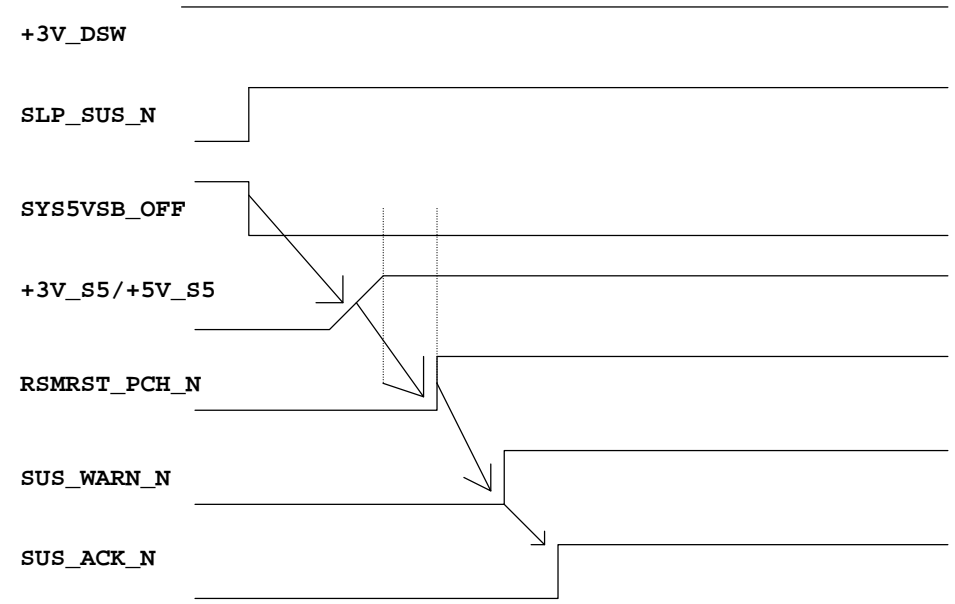 +3V_DSW
SLP_SUS_N
SYS5VSB_OFF
+3V_S5/+5V_S5
RSMRST_PCH_N
SUS_WARN_N
SUS_ACK_N